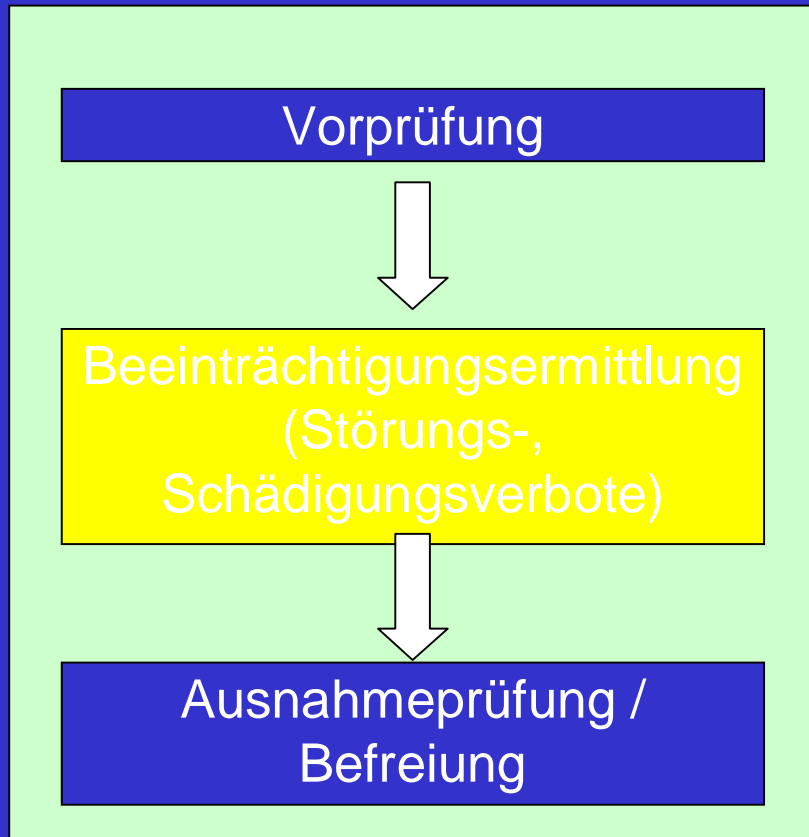 Vorprüfung
Beeinträchtigungsermittlung
(Störungs-,
Schädigungsverbote)
Ausnahmeprüfung /
Befreiung